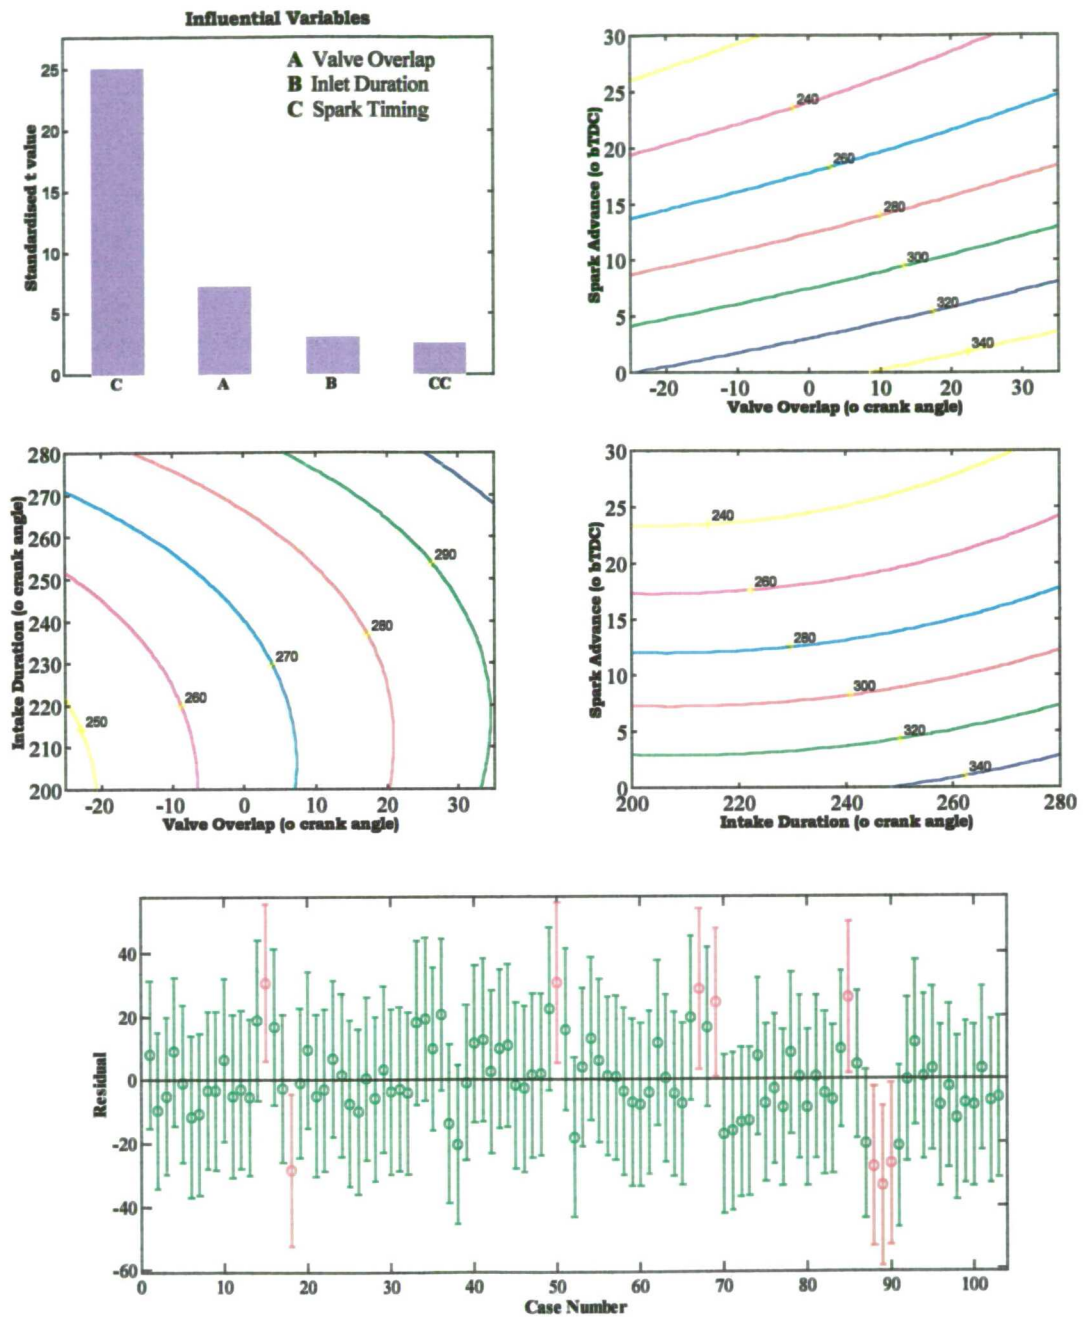 Influential Variables
A Valve Overlap
B Inlet Duration
C Spark Timing
Standardised t value
25
20
15
10
5
0
C A B CC
30
25
20
15
10
5
0
240
260
280
300
320
340
-20 -10 0 10 20 30
Spark Advance (o bTDC)
Valve Overlap (o crank angle)
280
270
260
250
240
230
220
210
200
250
260
270
280
290
-20 -10 0 10 20 30
Intake Duration (o crank angle)
Valve Overlap (o crank angle)
30
25
20
15
10
5
0
240
260
280
300
320
340
200 220 240 260 280
Spark Advance (o bTDC)
Intake Duration (o crank angle)
40
20
0
-20
-40
-60
Residual
0 10 20 30 40 50 60 70 80 90 100
Case Number